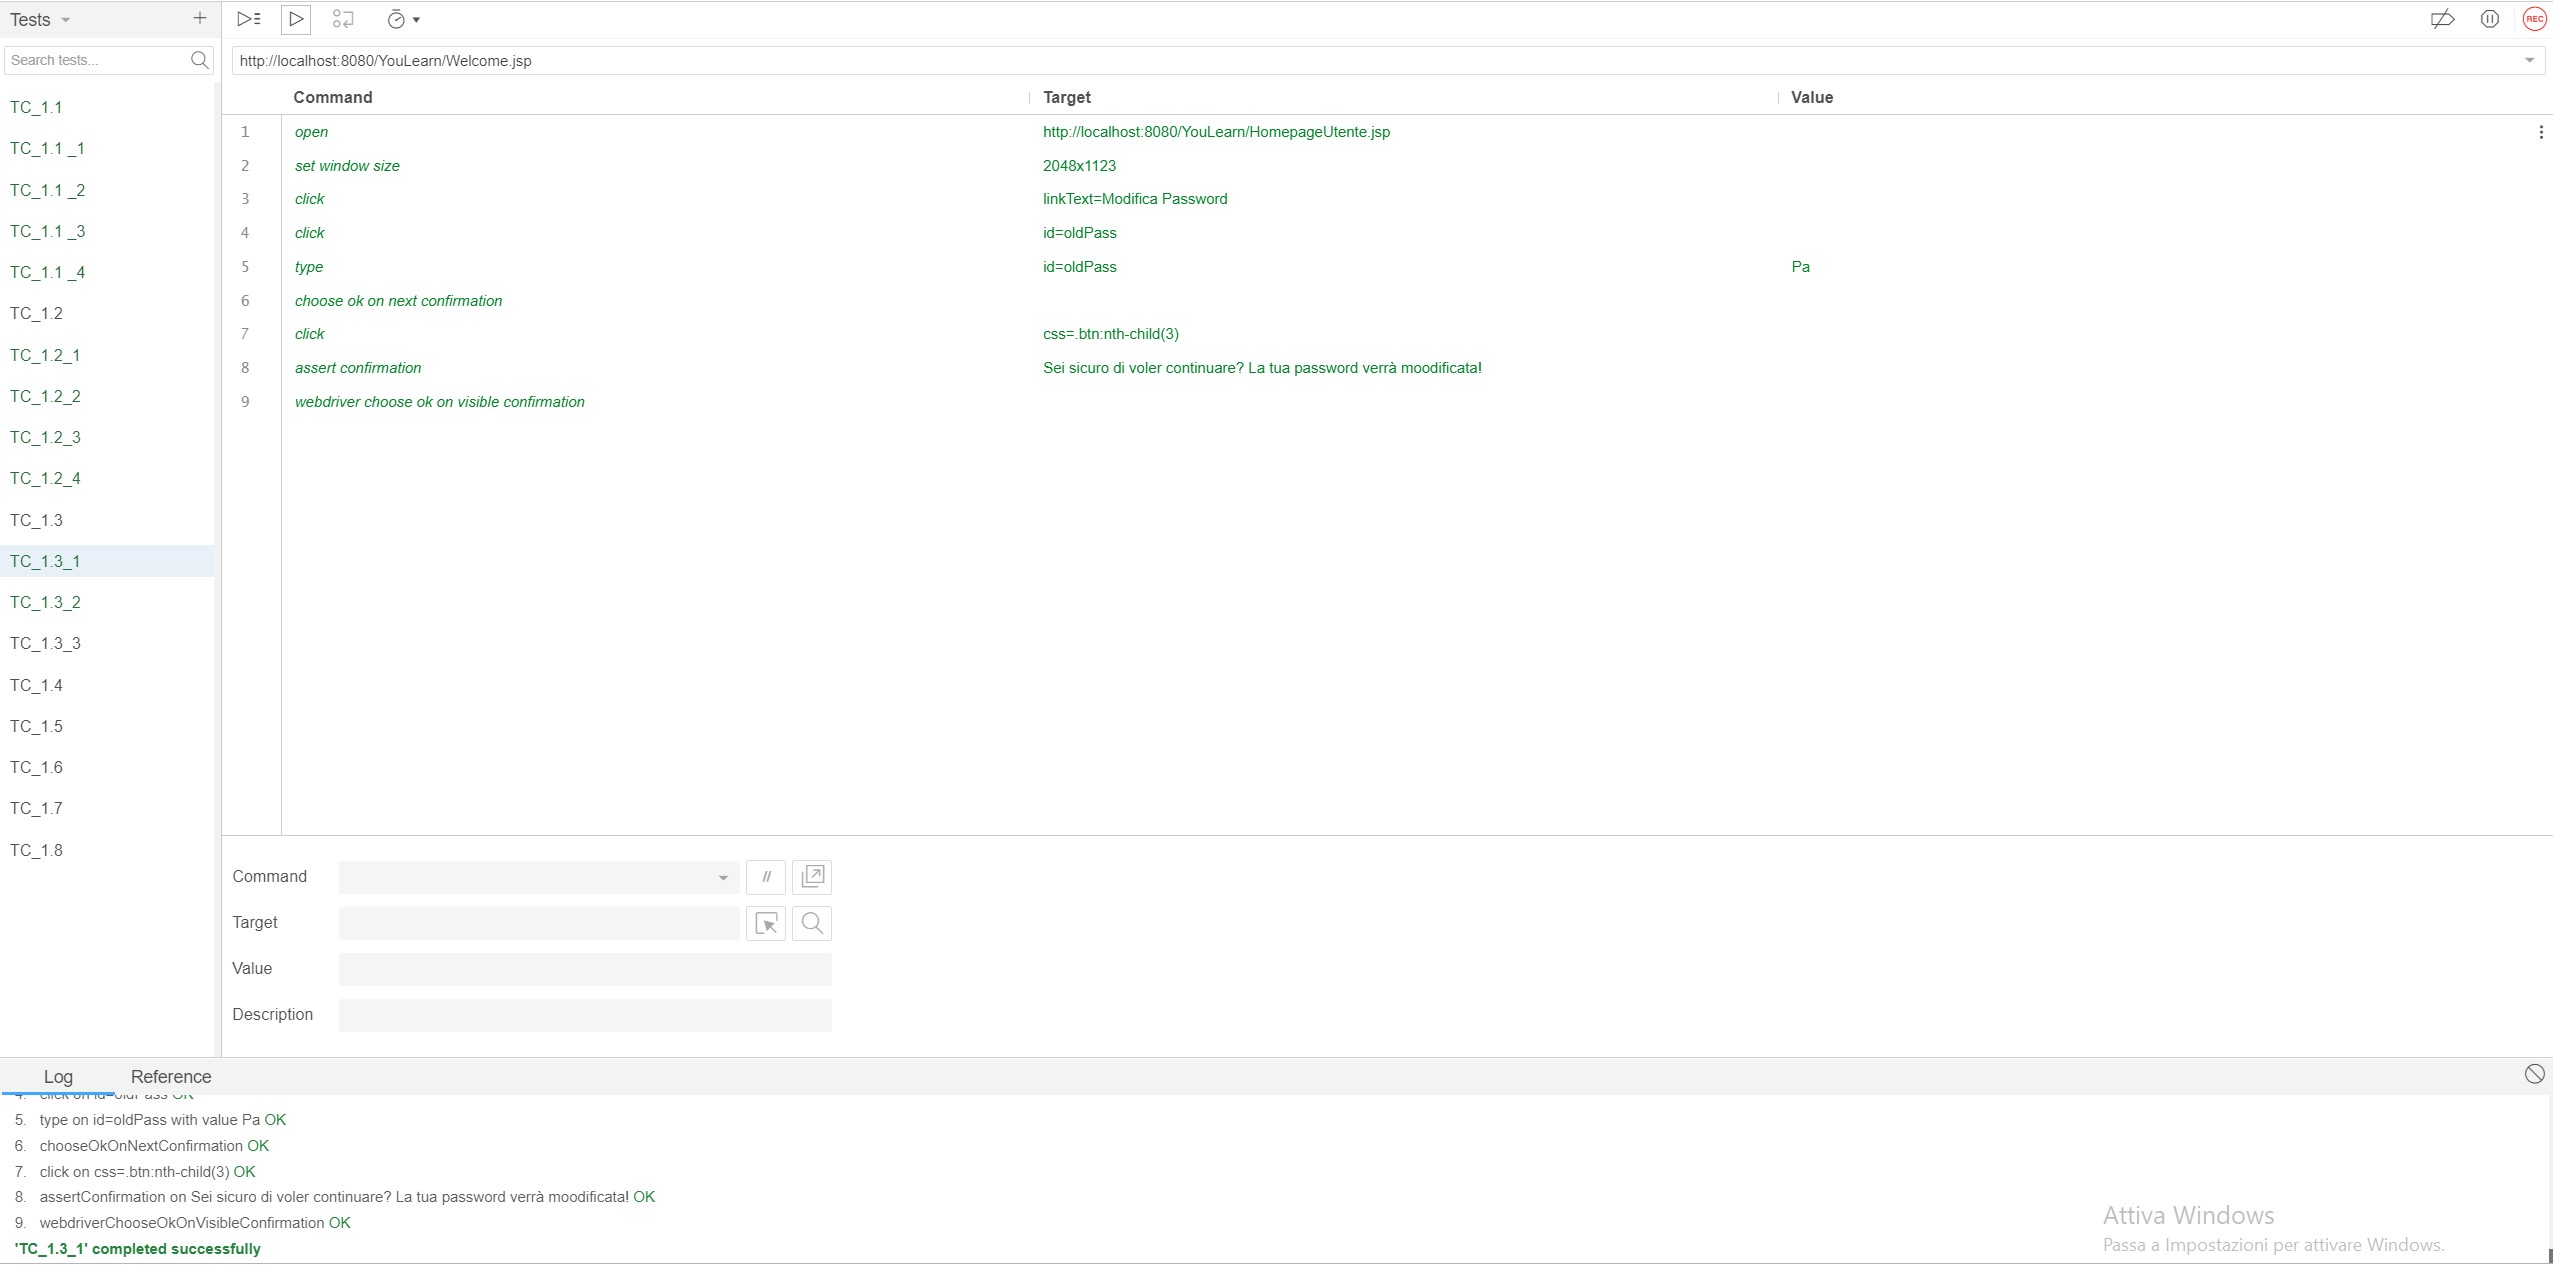 Tests
Search tests...
REC
http://localhost:8080/YouLearn/Welcome.jsp
TC_1.1
TC_1.1 _1
TC_1.1 _2
TC_1.1 _3
TC_1.1 _4
TC_1.2
TC_1.2_1
TC_1.2_2
TC_1.2_3
TC_1.2_4
TC_1.3
TC_1.3_1
TC_1.3_2
TC_1.3_3
TC_1.4
TC_1.5
TC_1.6
TC_1.7
TC_1.8
Command Target Value
1 open http://localhost:8080/YouLearn/HomepageUtente.jsp
2 set window size 2048x1123
3 click linkText=Modifica Password
4 click id=oldPass
5 type id=oldPass Pa
6 choose ok on next confirmation
7 click css=.btn:nth-child(3)
8 assert confirmation Sei sicuro di voler continuare? La tua password verrà moodificata!
9 webdriver choose ok on visible confirmation
Command //
Target
Value
Description
Log Reference
4. click on id=oldPass OK
5. type on id=oldPass with value Pa OK
6. chooseOkOnNextConfirmation OK
7. click on css=.btn:nth-child(3) OK
8. assertConfirmation on Sei sicuro di voler continuare? La tua password verrà moodificata! OK
9. webdriverChooseOkOnVisibleConfirmation OK
'TC_1.3_1' completed successfully
Attiva Windows
Passa a Impostazioni per attivare Windows.